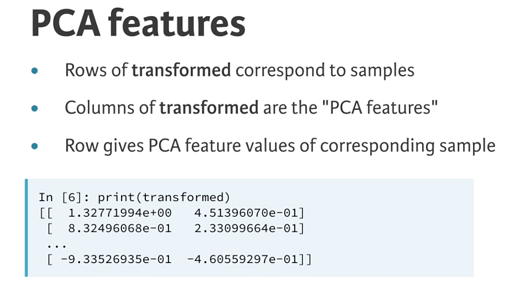 PCA features
• Rows of transformed correspond to samples
• Columns of transformed are the "PCA features"
• Row gives PCA feature values of corresponding sample
In [6]: print(transformed)
[[  1.32771994e+00   4.51396070e-01]
 [  8.32496068e-01   2.33099664e-01]
 ...
 [ -9.33526935e-01  -4.60559297e-01]]